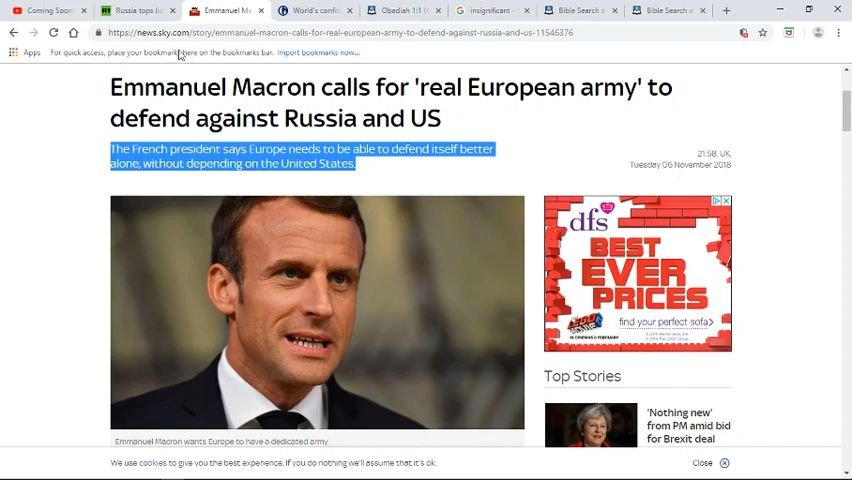 Coming Soon
Russia tops list
Emmanuel Ma
World's confi
Obadiah 1:1 (
insignificant -
Bible Search a
Bible Search a
https://news.sky.com/story/emmanuel-macron-calls-for-real-european-army-to-defend-against-russia-and-us-11546376
Apps For quick access, place your bookmarks here on the bookmarks bar. Import bookmarks now...
Emmanuel Macron calls for 'real European army' to
defend against Russia and US
The French president says Europe needs to be able to defend itself better
alone, without depending on the United States.
21:58, UK,
Tuesday 06 November 2018
dfs
BEST
EVER
PRICES
find your perfect sofa>
IN CINEMAS 8 FEBRUARY
Top Stories
'Nothing new'
from PM amid bid
for Brexit deal
Emmanuel Macron wants Europe to have a dedicated army
We use cookies to give you the best experience. If you do nothing we'll assume that it's ok.
Close